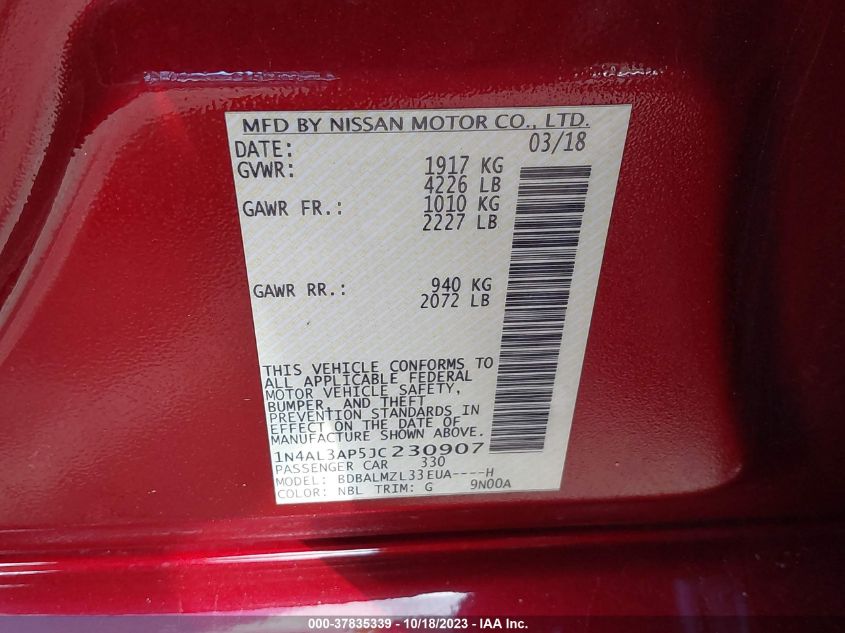 MFD BY NISSAN MOTOR CO., LTD.
DATE: 03/18
GVWR: 1917 KG
4226 LB
GAWR FR.: 1010 KG
2227 LB
GAWR RR.: 940 KG
2072 LB
THIS VEHICLE CONFORMS TO
ALL APPLICABLE FEDERAL
MOTOR VEHICLE SAFETY,
BUMPER, AND THEFT
PREVENTION STANDARDS IN
EFFECT ON THE DATE OF
MANUFACTURE SHOWN ABOVE.
1N4AL3AP5JC230907
PASSENGER CAR 330
MODEL: BDBALMZL33EUA----H
COLOR: NBL TRIM: G 9N00A
000-37835339 - 10/18/2023 - IAA Inc.